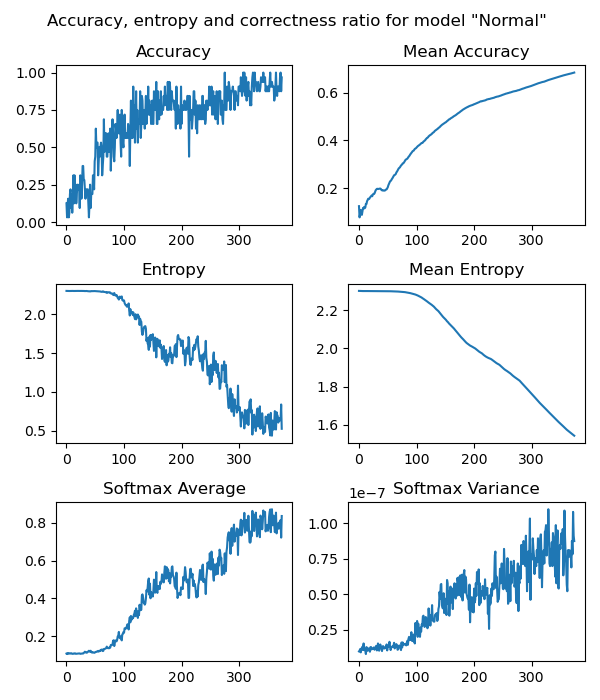 Accuracy, entropy and correctness ratio for model "Normal"
Accuracy
Mean Accuracy
1.00
0.75
0.50
0.25
0.00
0 100 200 300
0.6
0.4
0.2
0 100 200 300
Entropy
Mean Entropy
2.0
1.5
1.0
0.5
0 100 200 300
2.2
2.0
1.8
1.6
0 100 200 300
Softmax Average
1e−7
Softmax Variance
0.8
0.6
0.4
0.2
0 100 200 300
1.00
0.75
0.50
0.25
0 100 200 300